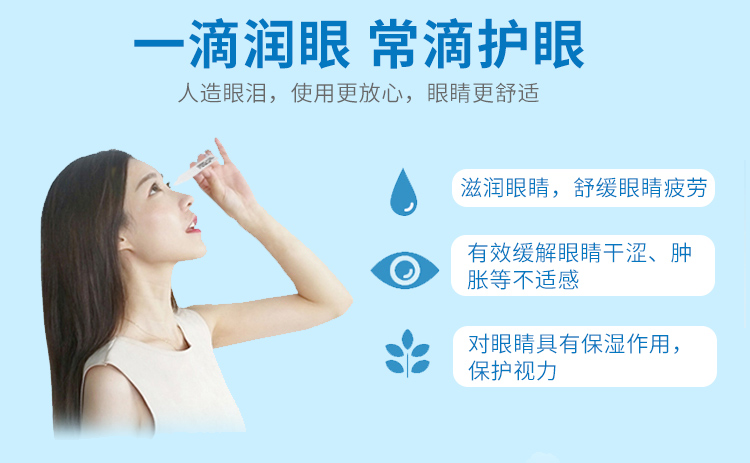 一滴润眼 常滴护眼
人造眼泪，使用更放心，眼睛更舒适
滋润眼睛，舒缓眼睛疲劳
有效缓解眼睛干涩、肿
胀等不适感
对眼睛具有保湿作用，
保护视力